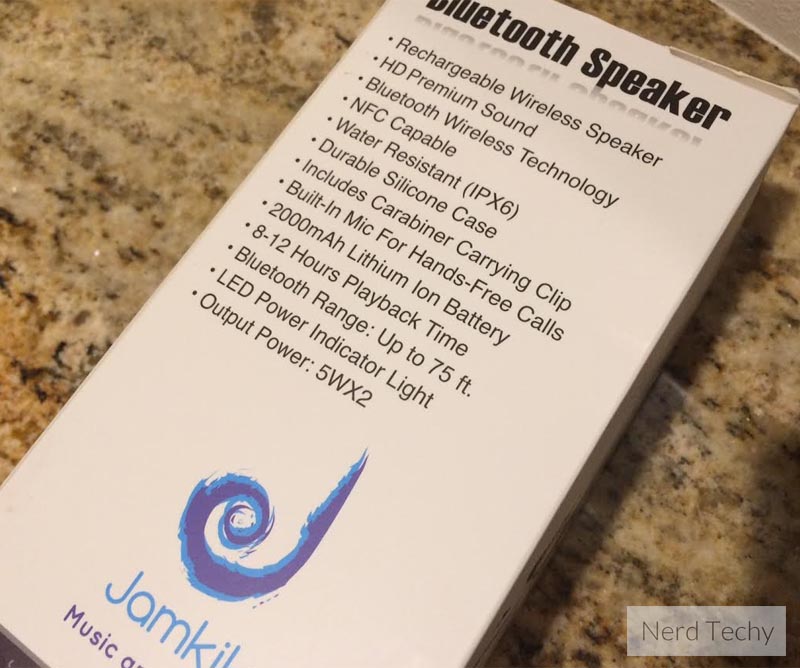 Bluetooth Speaker
• Rechargeable Wireless Speaker
• HD Premium Sound
• Bluetooth Wireless Technology
• NFC Capable
• Water Resistant (IPX6)
• Durable Silicone Case
• Includes Carabiner Carrying Clip
• Built-In Mic For Hands-Free Calls
• 2000mAh Lithium Ion Battery
• 8-12 Hours Playback Time
• Bluetooth Range: Up to 75 ft.
• LED Power Indicator Light
• Output Power: 5WX2
Music
Nerd Techy